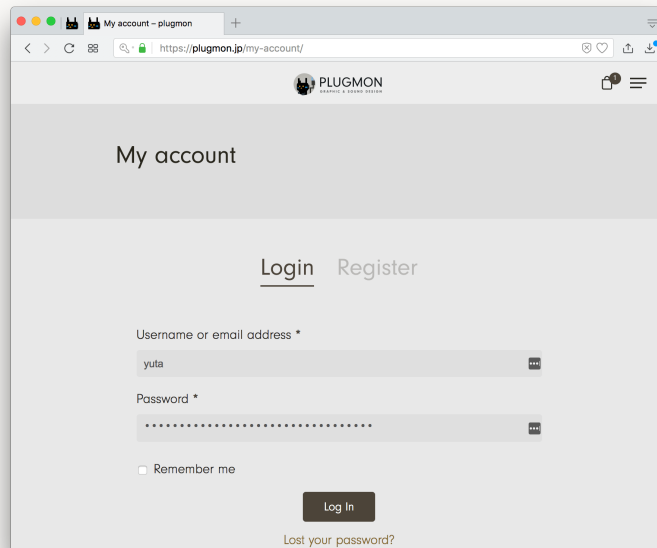 My account – plugmon
https://plugmon.jp/my-account/
PLUGMON
GRAPHIC & SOUND DESIGN
1
My account
Login Register
Username or email address *
yuta
Password *
•••••••••••••••••••••••••••••••••
Remember me
Log In
Lost your password?